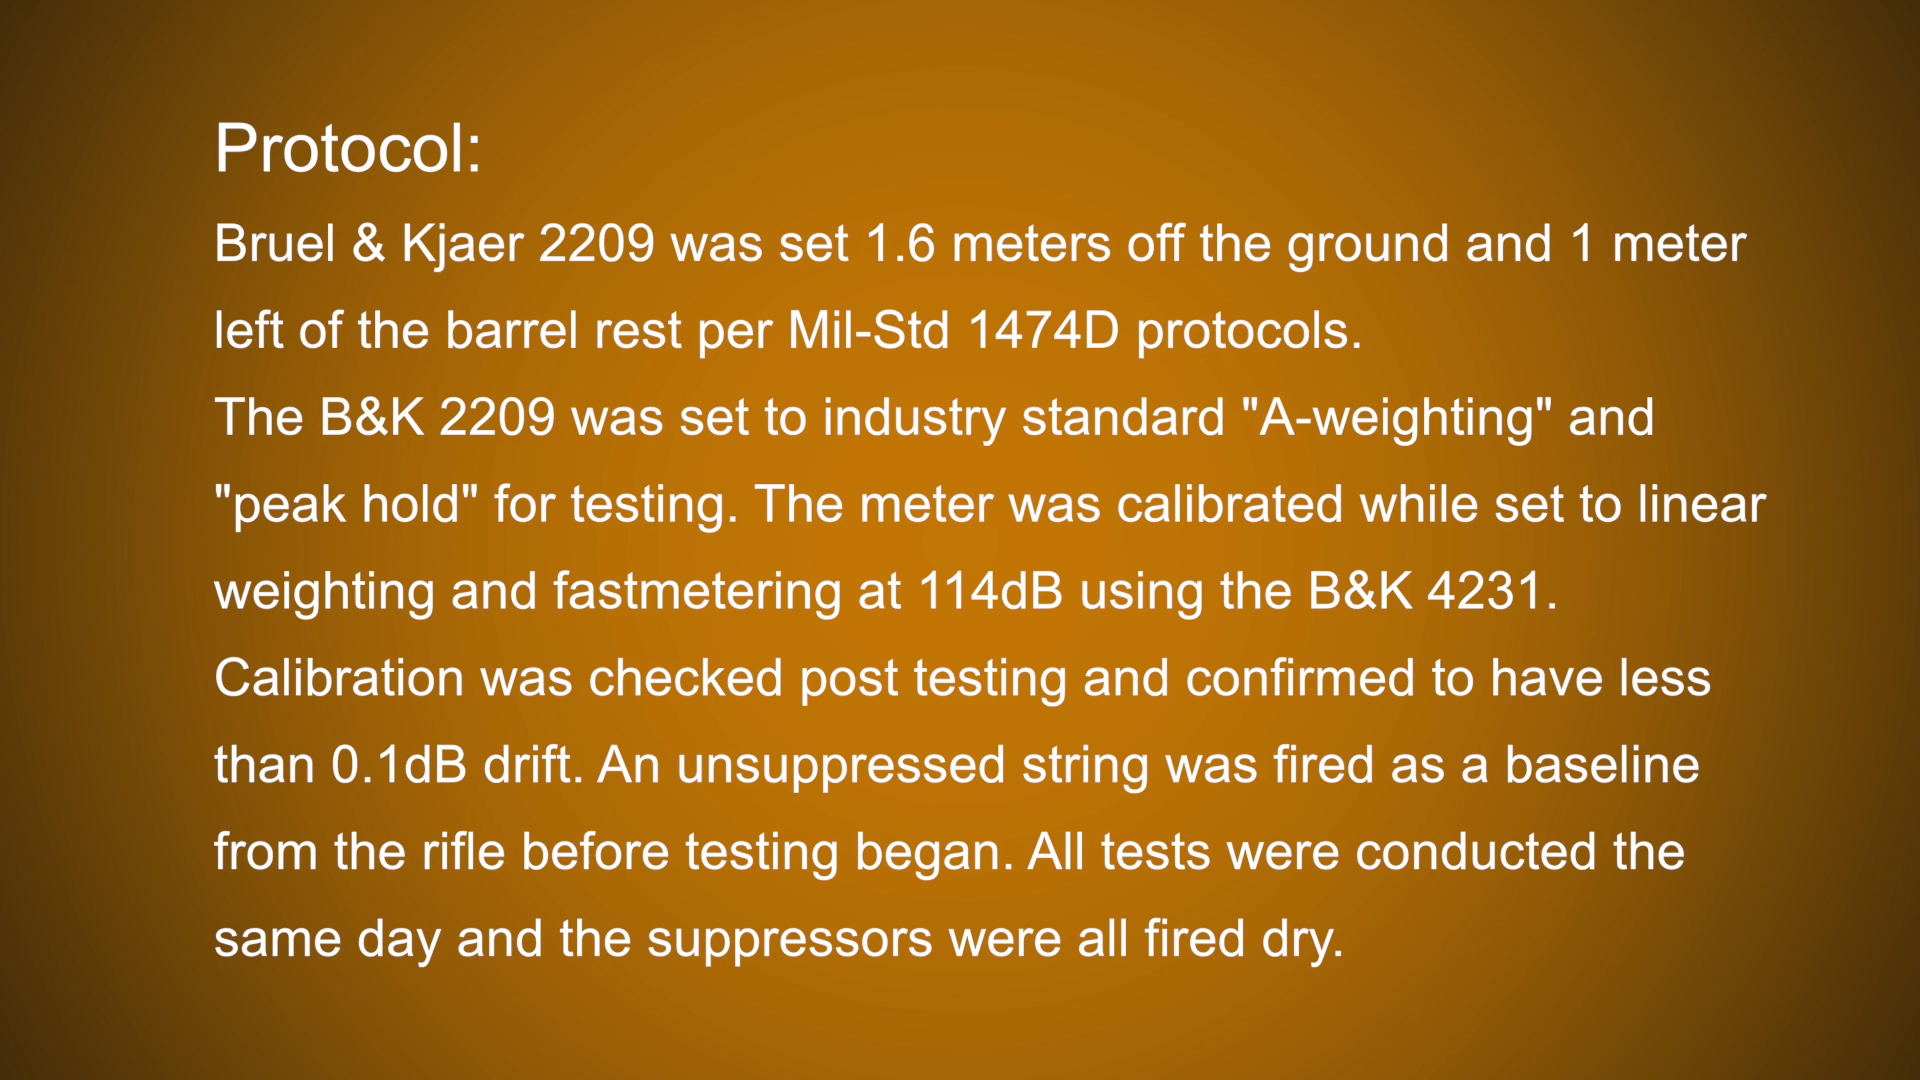 Protocol:
Bruel & Kjaer 2209 was set 1.6 meters off the ground and 1 meter
left of the barrel rest per Mil-Std 1474D protocols.
The B&K 2209 was set to industry standard "A-weighting" and
"peak hold" for testing. The meter was calibrated while set to linear
weighting and fastmetering at 114dB using the B&K 4231.
Calibration was checked post testing and confirmed to have less
than 0.1dB drift. An unsuppressed string was fired as a baseline
from the rifle before testing began. All tests were conducted the
same day and the suppressors were all fired dry.